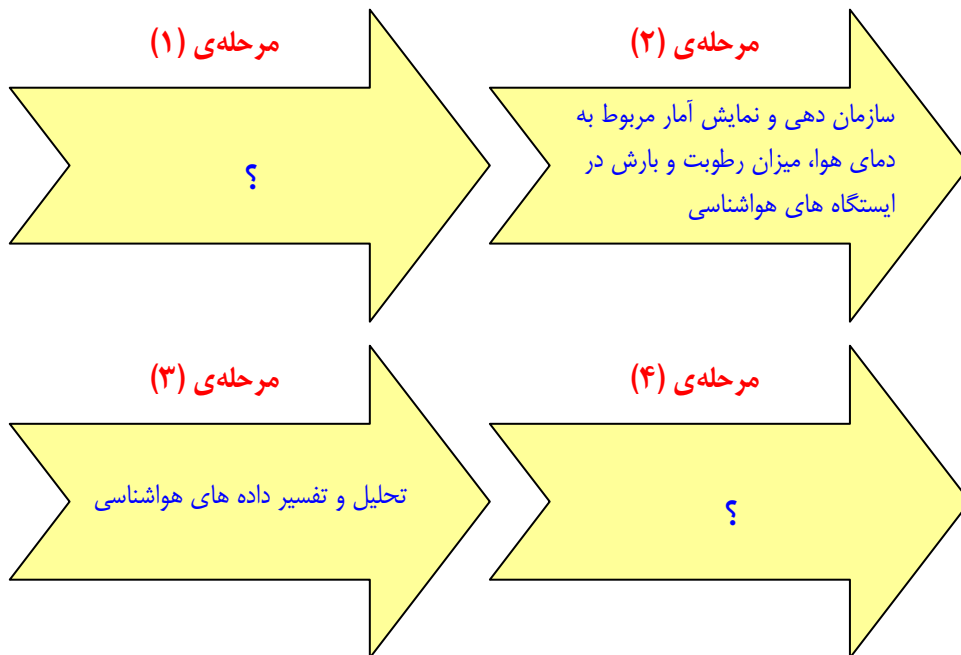 مرحله‌ی (۱)
؟
مرحله‌ی (۲)
سازمان دهی و نمایش آمار مربوط به
دمای هوا، میزان رطوبت و بارش در
ایستگاه های هواشناسی
مرحله‌ی (۳)
تحلیل و تفسیر داده های هواشناسی
مرحله‌ی (۴)
؟